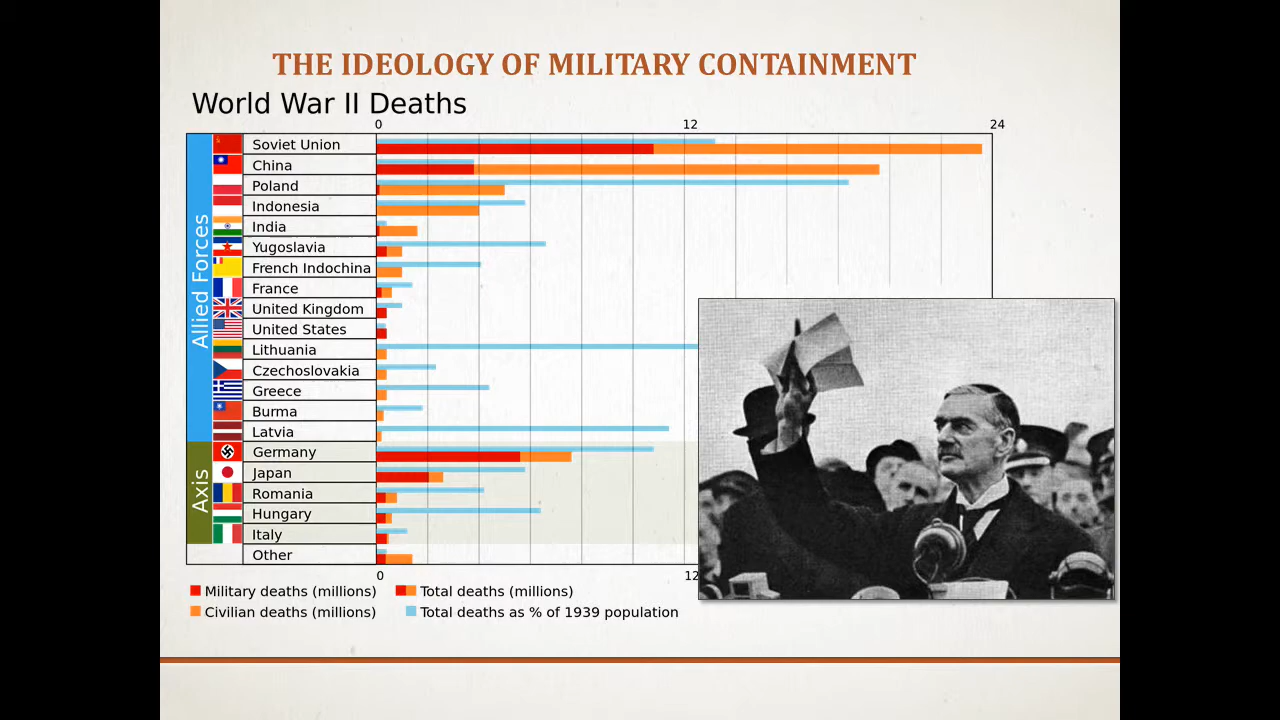 THE IDEOLOGY OF MILITARY CONTAINMENT
World War II Deaths
0 12 24
Allied Forces
Soviet Union
China
Poland
Indonesia
India
Yugoslavia
French Indochina
France
United Kingdom
United States
Lithuania
Czechoslovakia
Greece
Burma
Latvia
Axis
Germany
Japan
Romania
Hungary
Italy
Other
0 12
Military deaths (millions) Total deaths (millions)
Civilian deaths (millions) Total deaths as % of 1939 population